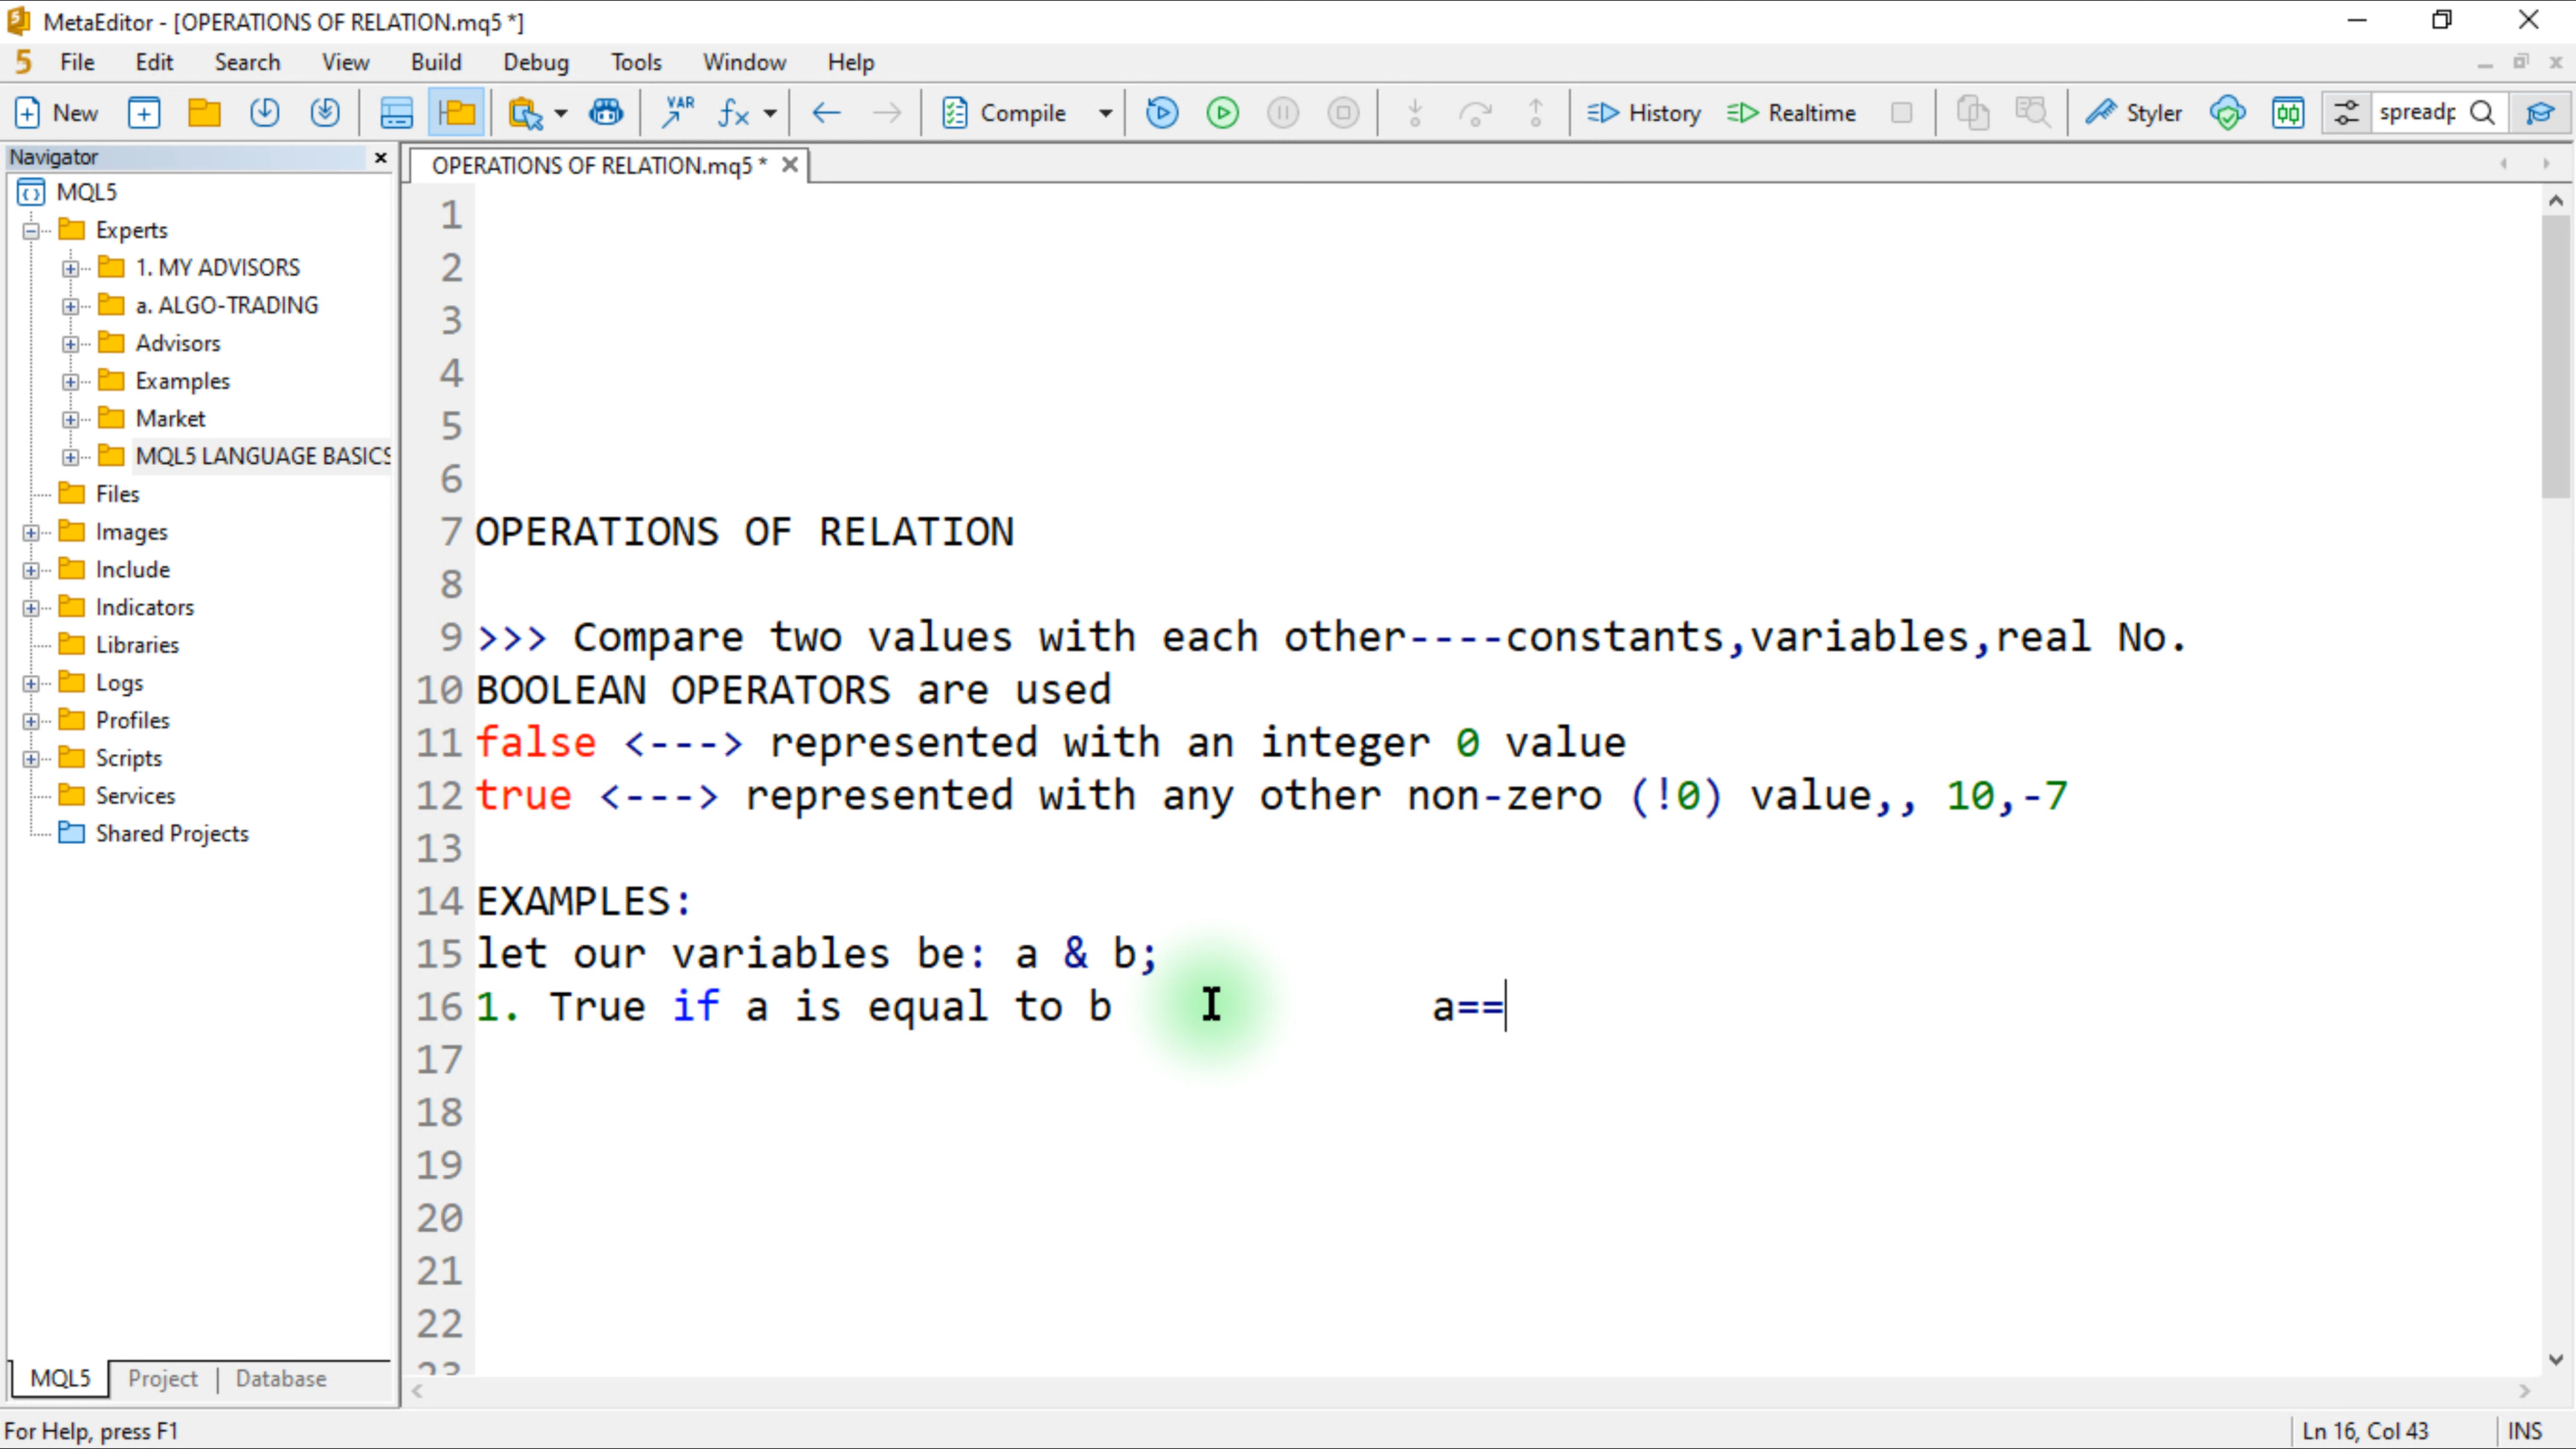 MetaEditor - [OPERATIONS OF RELATION.mq5 *]
5 File Edit Search View Build Debug Tools Window Help
New VAR fx Compile History Realtime Styler spreadp
Navigator
OPERATIONS OF RELATION.mq5 *
MQL5
Experts
1. MY ADVISORS
a. ALGO-TRADING
Advisors
Examples
Market
MQL5 LANGUAGE BASICS
Files
Images
Include
Indicators
Libraries
Logs
Profiles
Scripts
Services
Shared Projects
MQL5 Project Database
1
2
3
4
5
6
7 OPERATIONS OF RELATION
8
9 >>> Compare two values with each other----constants,variables,real No.
10 BOOLEAN OPERATORS are used
11 false <---> represented with an integer 0 value
12 true <---> represented with any other non-zero (!0) value,, 10,-7
13
14 EXAMPLES:
15 let our variables be: a & b;
16 1. True if a is equal to b a==
17
18
19
20
21
22
23
For Help, press F1 Ln 16, Col 43 INS